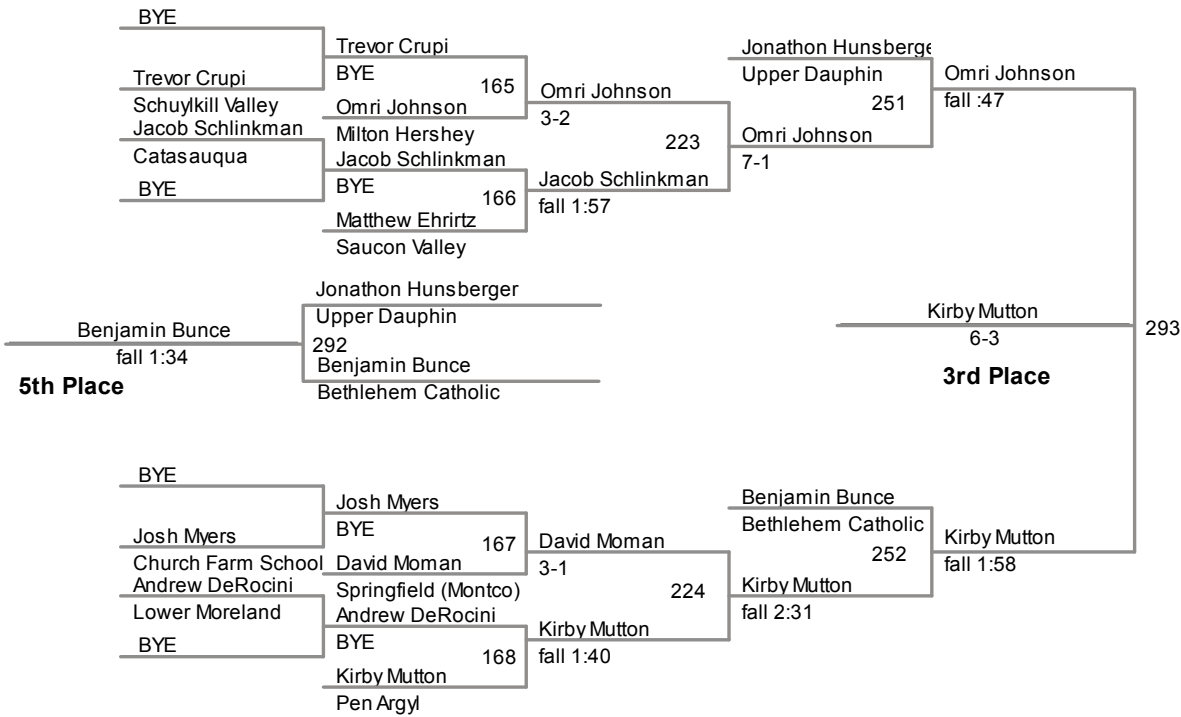 BYE
Trevor Crupi
Schuylkill Valley
Jacob Schlinkman
Catasauqua
BYE
Trevor Crupi
BYE
165
Omri Johnson
Milton Hershey
Jacob Schlinkman
BYE
166
Matthew Ehrirtz
Saucon Valley
Omri Johnson
3-2
223
Jacob Schlinkman
fall 1:57
Jonathon Hunsberge
Upper Dauphin
251
Omri Johnson
7-1
Omri Johnson
fall :47
Jonathon Hunsberger
Upper Dauphin
292
Benjamin Bunce
Bethlehem Catholic
Benjamin Bunce
fall 1:34
5th Place
Kirby Mutton
6-3
293
3rd Place
BYE
Josh Myers
Church Farm School
Andrew DeRocini
Lower Moreland
BYE
Josh Myers
BYE
167
David Moman
Springfield (Montco)
Andrew DeRocini
BYE
168
Kirby Mutton
Pen Argyl
David Moman
3-1
224
Kirby Mutton
fall 1:40
Benjamin Bunce
Bethlehem Catholic
252
Kirby Mutton
fall 2:31
Kirby Mutton
fall 1:58